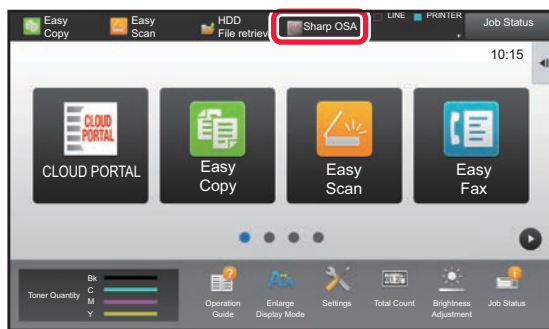 Easy
Copy
Easy
Scan
HDD
File retriev
Sharp OSA
LINE
PRINTER
Job Status
10:15
CLOUD
PORTAL
CLOUD PORTAL
Easy
Copy
Easy
Scan
Easy
Fax
Toner Quantity
Bk
C
M
Y
Operation
Guide
Enlarge
Display Mode
Settings
Total Count
Brightness
Adjustment
Job Status